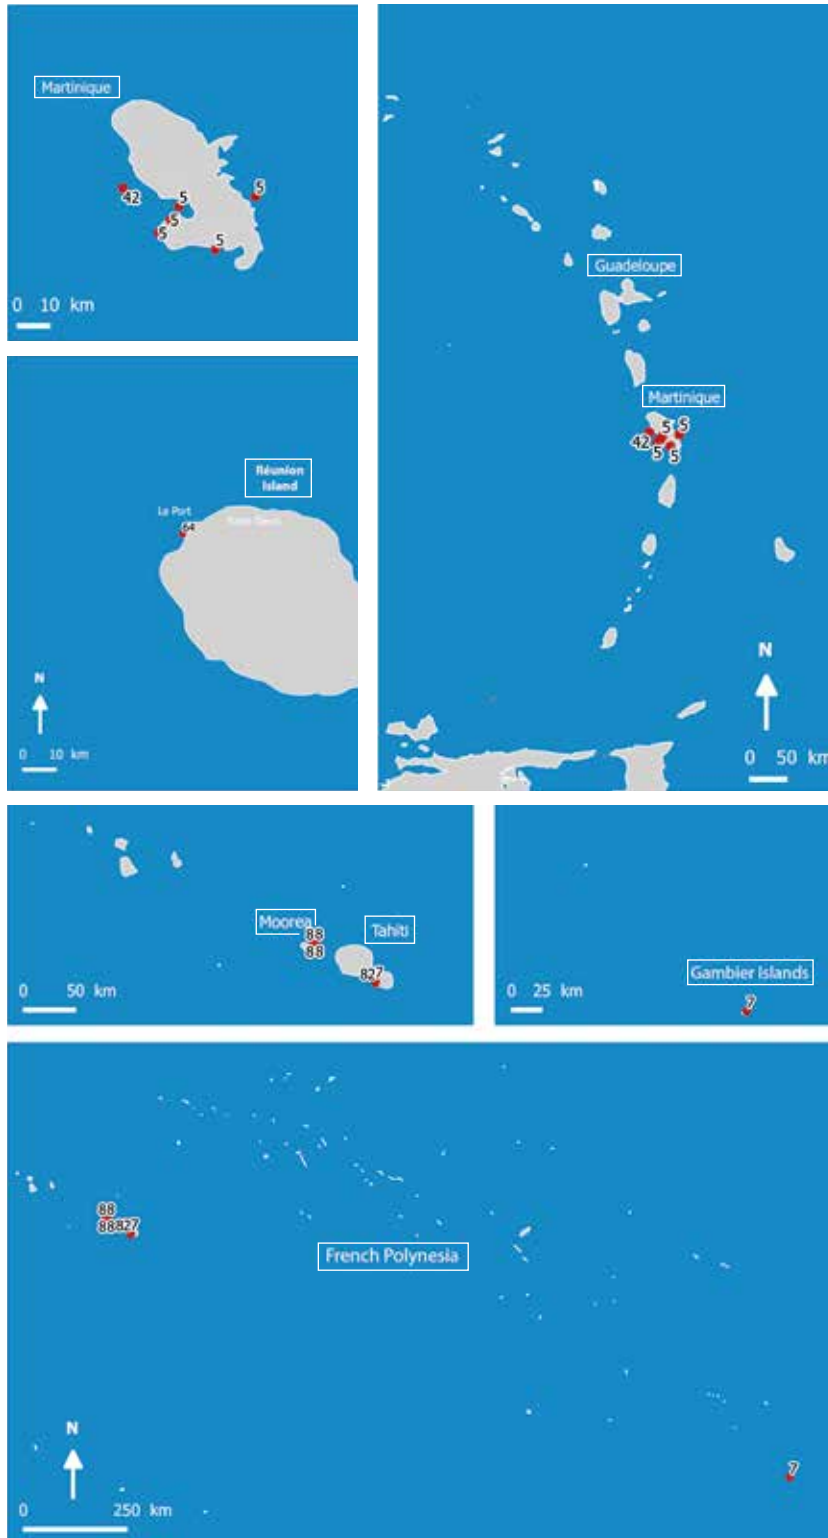 Martinique
42
5
5
5
5
5
0 10 km
Guadeloupe
Martinique
42
5
5
5
5
N
0 50 km
Réunion
Island
Le Port
64
N
0 10 km
Moorea
88
88
Tahiti
827
0 50 km
Gambier Islands
7
0 25 km
88
88827
French Polynesia
7
N
0 250 km